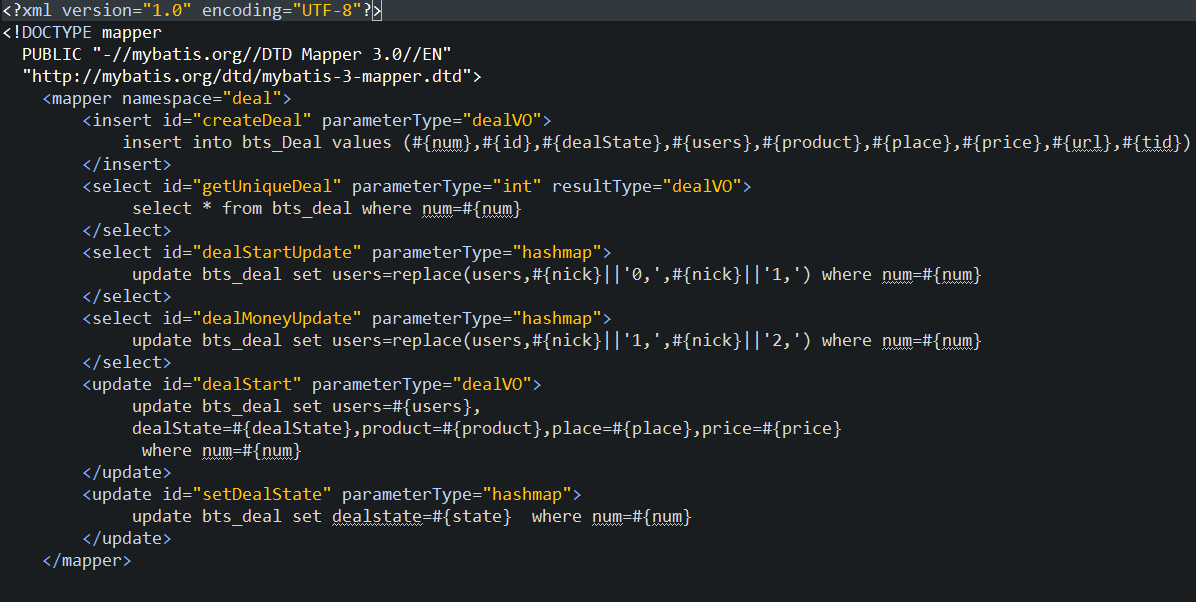 <?xml version="1.0" encoding="UTF-8"?>
<!DOCTYPE mapper
PUBLIC "-//mybatis.org//DTD Mapper 3.0//EN"
"http://mybatis.org/dtd/mybatis-3-mapper.dtd">
<mapper namespace="deal">
<insert id="createDeal" parameterType="dealVO">
insert into bts_Deal values (#{num},#{id},#{dealState},#{users},#{product},#{place},#{price},#{url},#{tid})
</insert>
<select id="getUniqueDeal" parameterType="int" resultType="dealVO">
select * from bts_deal where num=#{num}
</select>
<select id="dealStartUpdate" parameterType="hashmap">
update bts_deal set users=replace(users,#{nick}||'0,',#{nick}||'1,') where num=#{num}
</select>
<select id="dealMoneyUpdate" parameterType="hashmap">
update bts_deal set users=replace(users,#{nick}||'1,',#{nick}||'2,') where num=#{num}
</select>
<update id="dealStart" parameterType="dealVO">
update bts_deal set users=#{users},
dealState=#{dealState},product=#{product},place=#{place},price=#{price}
where num=#{num}
</update>
<update id="setDealState" parameterType="hashmap">
update bts_deal set dealstate=#{state}  where num=#{num}
</update>
</mapper>